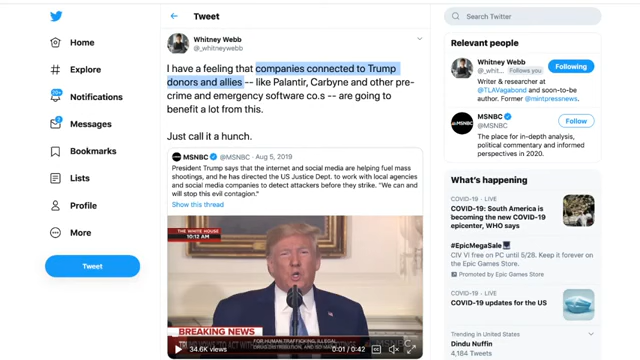 Tweet
Search Twitter
Home
Explore
20+
Notifications
Messages
Bookmarks
Lists
Profile
More
Tweet
Whitney Webb
@_whitneywebb
I have a feeling that companies connected to Trump
donors and allies -- like Palantir, Carbyne and other pre-
crime and emergency software co.s -- are going to
benefit a lot from this.
Just call it a hunch.
MSNBC @MSNBC · Aug 5, 2019
President Trump says that the internet and social media are helping fuel mass
shootings, and he has directed the US Justice Dept. to work with local agencies
and social media companies to detect attackers before they strike. "We can and
will stop this evil contagion."
Show this thread
THE WHITE HOUSE
10:12 AM
BREAKING NEWS
FOR HUMAN TRAFFICKING, ILLEGAL
MSNBC
34.6K views
0:01 / 0:42
Relevant people
Whitney Webb
@_whit... Follows you
Following
Writer & researcher at
@TLAVagabond and soon-to-be
author. Former @mintpressnews.
MSNBC
@MSNBC
Follow
The place for in-depth analysis,
political commentary and informed
perspectives in 2020.
What's happening
COVID-19 · LIVE
COVID-19: South America is
becoming the new COVID-19
epicenter, WHO says
#EpicMegaSale
CIV VI free on PC until 5/28. Keep it forever on
the Epic Games Store.
Promoted by Epic Games Store
COVID-19 · LIVE
COVID-19 updates for the US
Trending in United States
Dindu Nuffin
4,184 Tweets